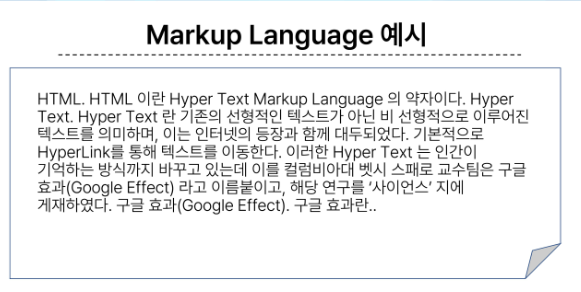 Markup Language 예시
HTML. HTML 이란 Hyper Text Markup Language 의 약자이다. Hyper
Text. Hyper Text 란 기존의 선형적인 텍스트가 아닌 비 선형적으로 이루어진
텍스트를 의미하며, 이는 인터넷의 등장과 함께 대두되었다. 기본적으로
HyperLink를 통해 텍스트를 이동한다. 이러한 Hyper Text 는 인간이
기억하는 방식까지 바꾸고 있는데 이를 컬럼비아대 벳시 스패로 교수팀은 구글
효과(Google Effect) 라고 이름붙이고, 해당 연구를 ‘사이언스’ 지에
게재하였다. 구글 효과(Google Effect). 구글 효과란..